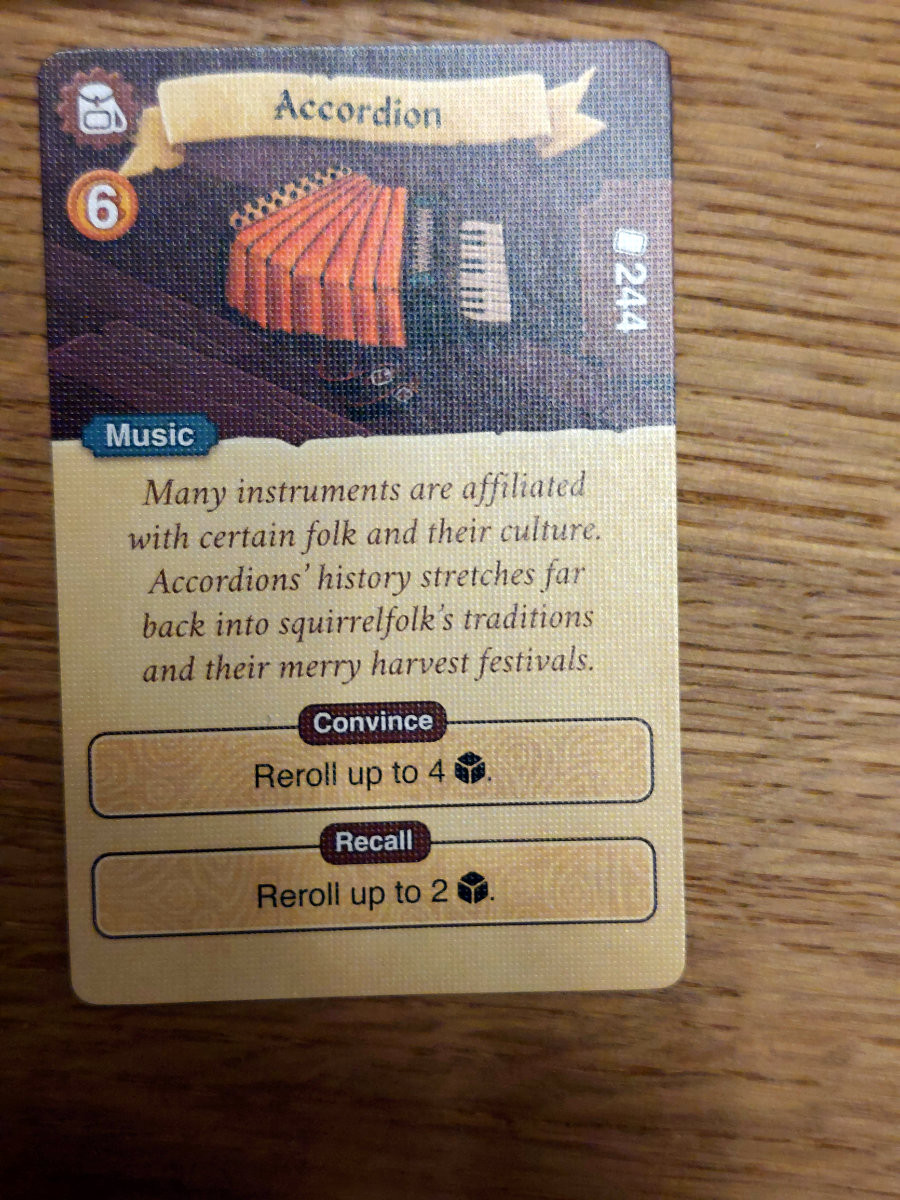 Accordion
6
244
Music
Many instruments are affiliated
with certain folk and their culture.
Accordions' history stretches far
back into squirrelfolk's traditions
and their merry harvest festivals.
Convince
Reroll up to 4 .
Recall
Reroll up to 2 .